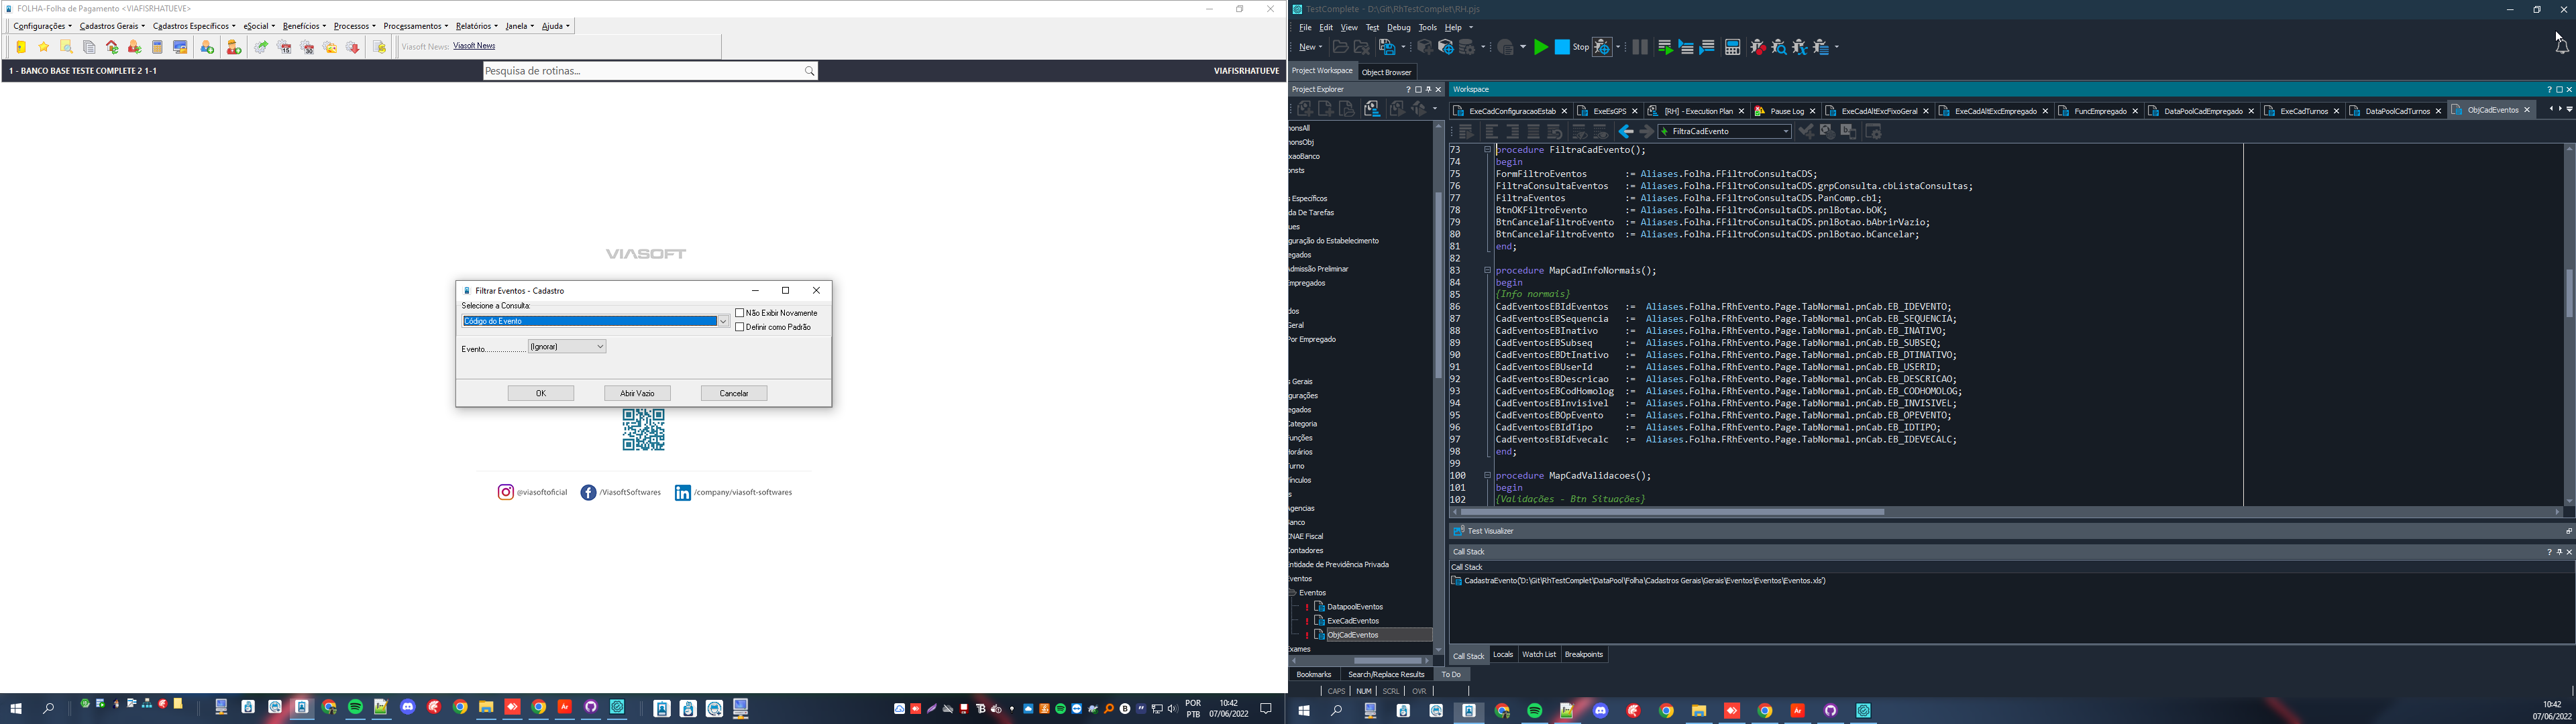 FOLHA-Folha de Pagamento <VIAFISRHATUEVE>
Configurações Cadastros Gerais Cadastros Específicos eSocial Benefícios Processos Processamentos Relatórios Janela Ajuda
Viasoft News: Viasoft News
1 - BANCO BASE TESTE COMPLETE 2 1-1
Pesquisa de rotinas...
VIAFISRHATUEVE
VIASOFT
Filtrar Eventos - Cadastro
Selecione a Consulta:
Código do Evento
Não Exibir Novamente
Definir como Padrão
Evento
(Ignorar)
OK Abrir Vazio Cancelar
@viasoftoficial /ViasoftSoftwares /company/viasoft-softwares
POR
PTB
10:42
07/06/2022
TestComplete - D:\Git\RhTestComplet\RH.pjs
File Edit View Test Debug Tools Help
New
Stop
Project Workspace Object Browser
Project Explorer
monsAll
monsObj
exaoBanco
onsts
s Específicos
da De Tarefas
ues
guração do Estabelecimento
egados
Admissão Preliminar
Empregados
dos
Geral
Por Empregado
s Gerais
gurações
egados
Categoria
Funções
Horários
Turno
Vínculos
s
Agencias
Banco
CNAE Fiscal
Contadores
Entidade de Previdência Privada
Eventos
Eventos
DatapoolEventos
ExeCadEventos
ObjCadEventos
Exames
Bookmarks Search/Replace Results To Do
CAPS NUM SCRL OVR
Workspace
ExeCadConfiguracaoEstab ExeEsGPS [RH] - Execution Plan Pause Log ExeCadAltExcFixoGeral ExeCadAltExcEmpregado FuncEmpregado DataPoolCadEmpregado ExeCadTurnos DataPoolCadTurnos ObjCadEventos
FiltraCadEvento
73 procedure FiltraCadEvento();
74 begin
75 FormFiltroEventos := Aliases.Folha.FFiltroConsultaCDS;
76 FiltraConsultaEventos := Aliases.Folha.FFiltroConsultaCDS.grpConsulta.cbListaConsultas;
77 FiltraEventos := Aliases.Folha.FFiltroConsultaCDS.PanComp.cb1;
78 BtnOKFiltroEvento := Aliases.Folha.FFiltroConsultaCDS.pnlBotao.bOK;
79 BtnCancelaFiltroEvento := Aliases.Folha.FFiltroConsultaCDS.pnlBotao.bAbrirVazio;
80 BtnCancelaFiltroEvento := Aliases.Folha.FFiltroConsultaCDS.pnlBotao.bCancelar;
81 end;
82
83 procedure MapCadInfoNormais();
84 begin
85 {Info normais}
86 CadEventosEBIdEventos := Aliases.Folha.FRhEvento.Page.TabNormal.pnCab.EB_IDEVENTO;
87 CadEventosEBSequencia := Aliases.Folha.FRhEvento.Page.TabNormal.pnCab.EB_SEQUENCIA;
88 CadEventosEBInativo := Aliases.Folha.FRhEvento.Page.TabNormal.pnCab.EB_INATIVO;
89 CadEventosEBSubseq := Aliases.Folha.FRhEvento.Page.TabNormal.pnCab.EB_SUBSEQ;
90 CadEventosEBDtInativo := Aliases.Folha.FRhEvento.Page.TabNormal.pnCab.EB_DTINATIVO;
91 CadEventosEBUserId := Aliases.Folha.FRhEvento.Page.TabNormal.pnCab.EB_USERID;
92 CadEventosEBDescricao := Aliases.Folha.FRhEvento.Page.TabNormal.pnCab.EB_DESCRICAO;
93 CadEventosEBCodHomolog := Aliases.Folha.FRhEvento.Page.TabNormal.pnCab.EB_CODHOMOLOG;
94 CadEventosEBInvisivel := Aliases.Folha.FRhEvento.Page.TabNormal.pnCab.EB_INVISIVEL;
95 CadEventosEBOpEvento := Aliases.Folha.FRhEvento.Page.TabNormal.pnCab.EB_OPEVENTO;
96 CadEventosEBIdTipo := Aliases.Folha.FRhEvento.Page.TabNormal.pnCab.EB_IDTIPO;
97 CadEventosEBIdEvecalc := Aliases.Folha.FRhEvento.Page.TabNormal.pnCab.EB_IDEVECALC;
98 end;
99
100 procedure MapCadValidacoes();
101 begin
102 {Validações - Btn Situações}
Test Visualizer
Call Stack
Call Stack
CadastraEvento('D:\Git\RhTestComplet\DataPool\Folha\Cadastros Gerais\Gerais\Eventos\Eventos\Eventos.xls')
Call Stack Locals Watch List Breakpoints
10:42
07/06/2022